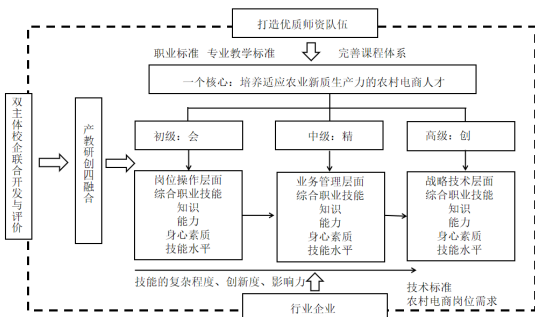 打造优质师资队伍
职业标准 专业教学标准 完善课程体系
一个核心：培养适应农业新质生产力的农村电商人才
双主体校企联合开发与评价
产教研创四融合
初级：会
中级：精
高级：创
岗位操作层面
综合职业技能
知识
能力
身心素质
技能水平
业务管理层面
综合职业技能
知识
能力
身心素质
技能水平
战略技术层面
综合职业技能
知识
能力
身心素质
技能水平
技能的复杂程度、创新度、影响力
技术标准
农村电商岗位需求
行业企业